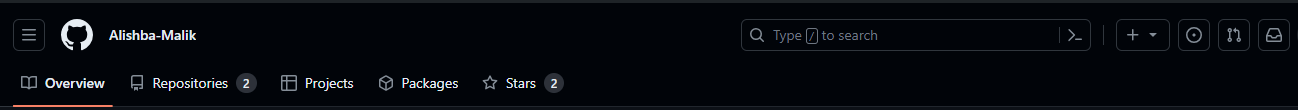 Alishba-Malik
Type / to search
Overview Repositories 2 Projects Packages Stars 2